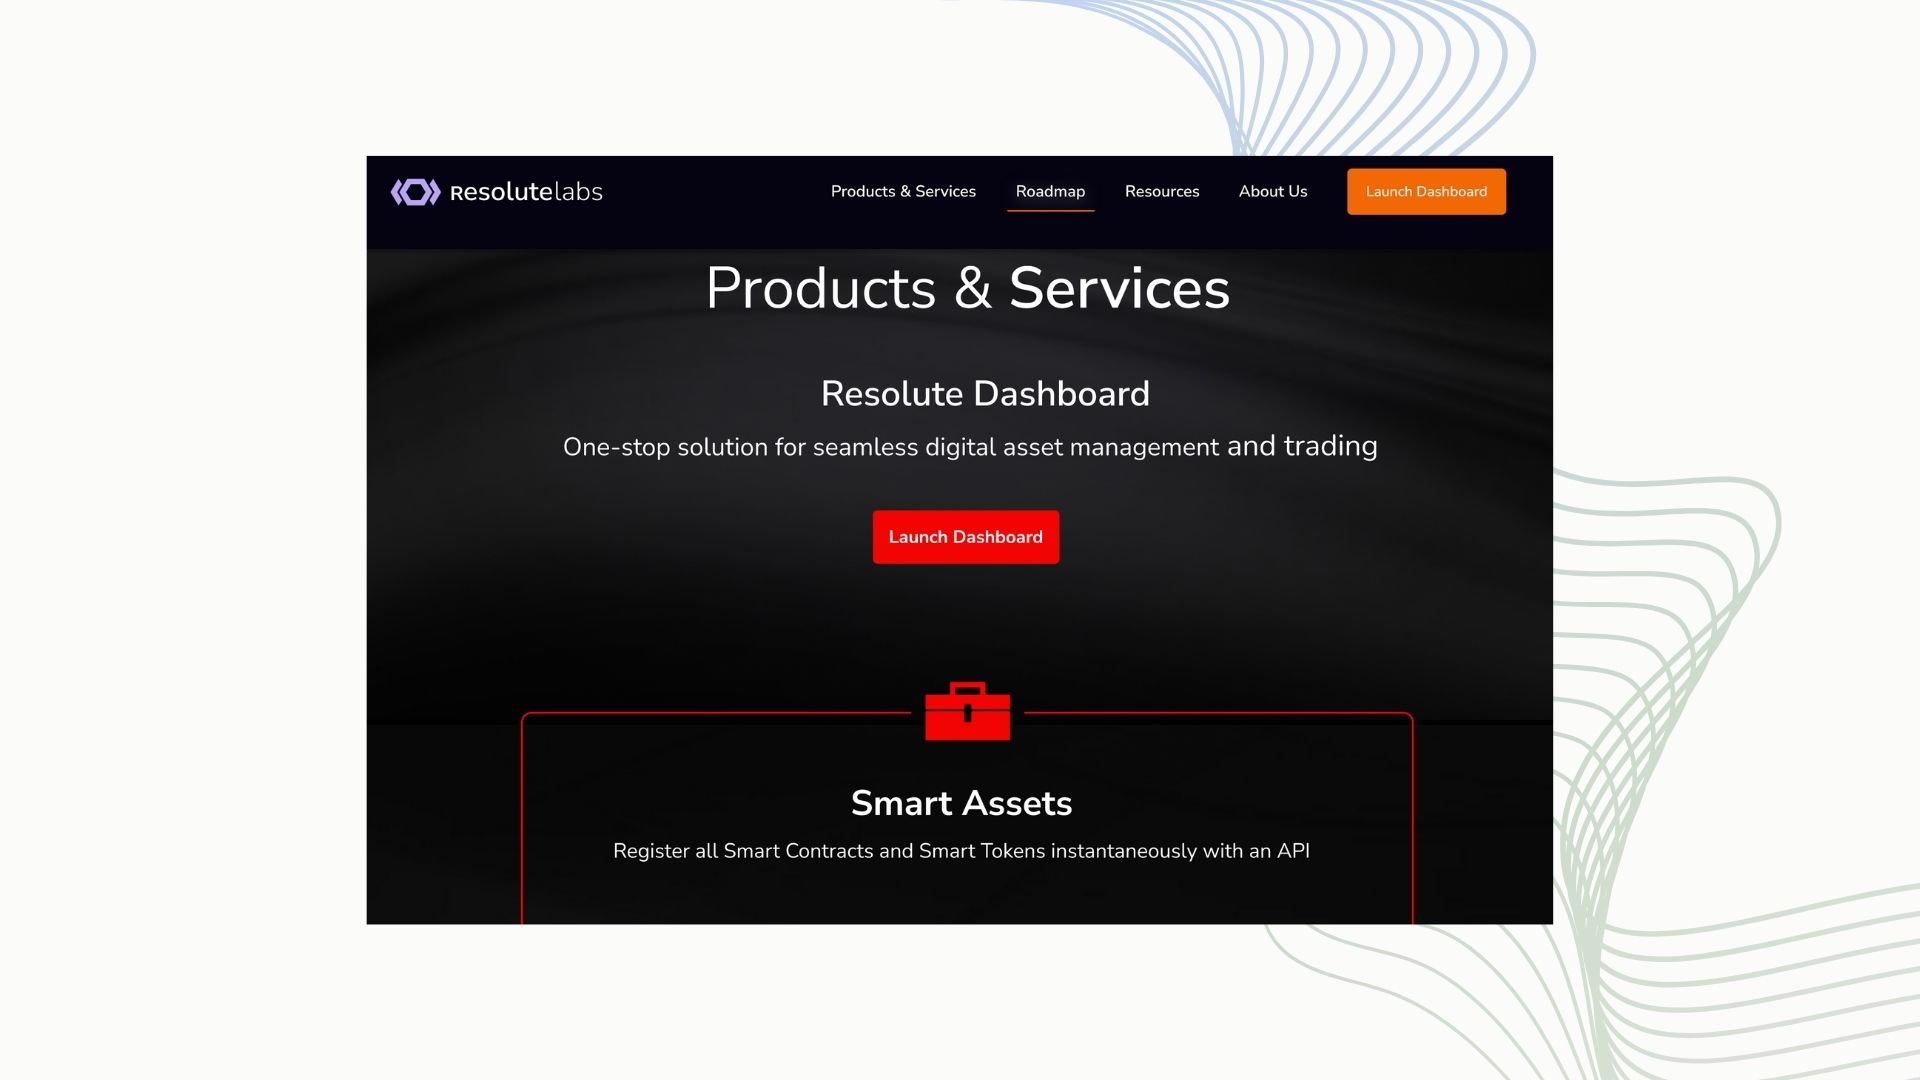 Resolutelabs
Products & Services
Roadmap
Resources
About Us
Launch Dashboard
Products & Services
Resolute Dashboard
One-stop solution for seamless digital asset management and trading
Launch Dashboard
Smart Assets
Register all Smart Contracts and Smart Tokens instantaneously with an API